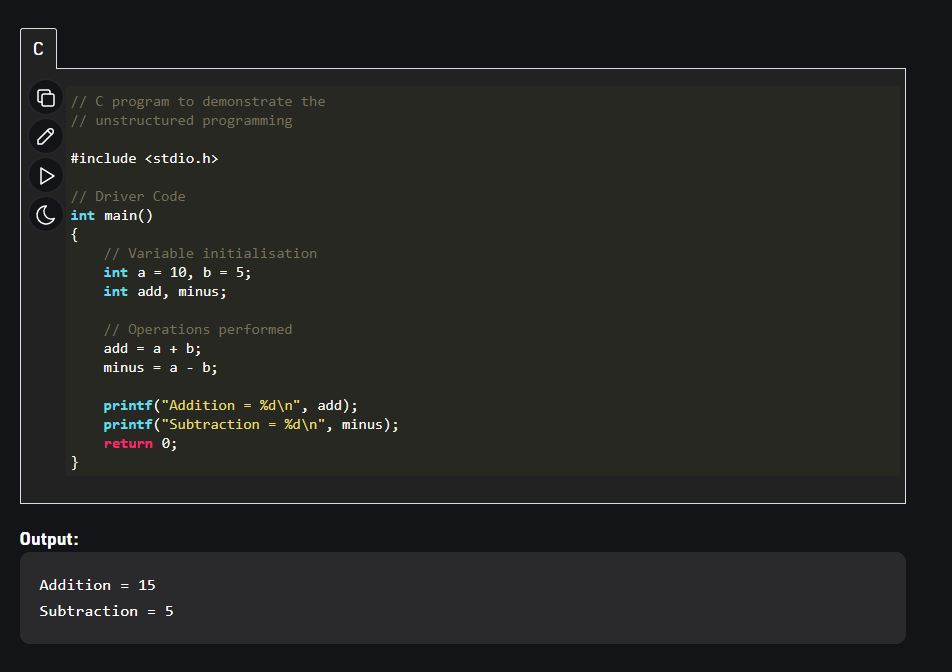 C
// C program to demonstrate the
// unstructured programming
#include <stdio.h>
// Driver Code
int main()
{
    // Variable initialisation
    int a = 10, b = 5;
    int add, minus;
    // Operations performed
    add = a + b;
    minus = a - b;
    printf("Addition = %d\n", add);
    printf("Subtraction = %d\n", minus);
    return 0;
}
Output:
Addition = 15
Subtraction = 5